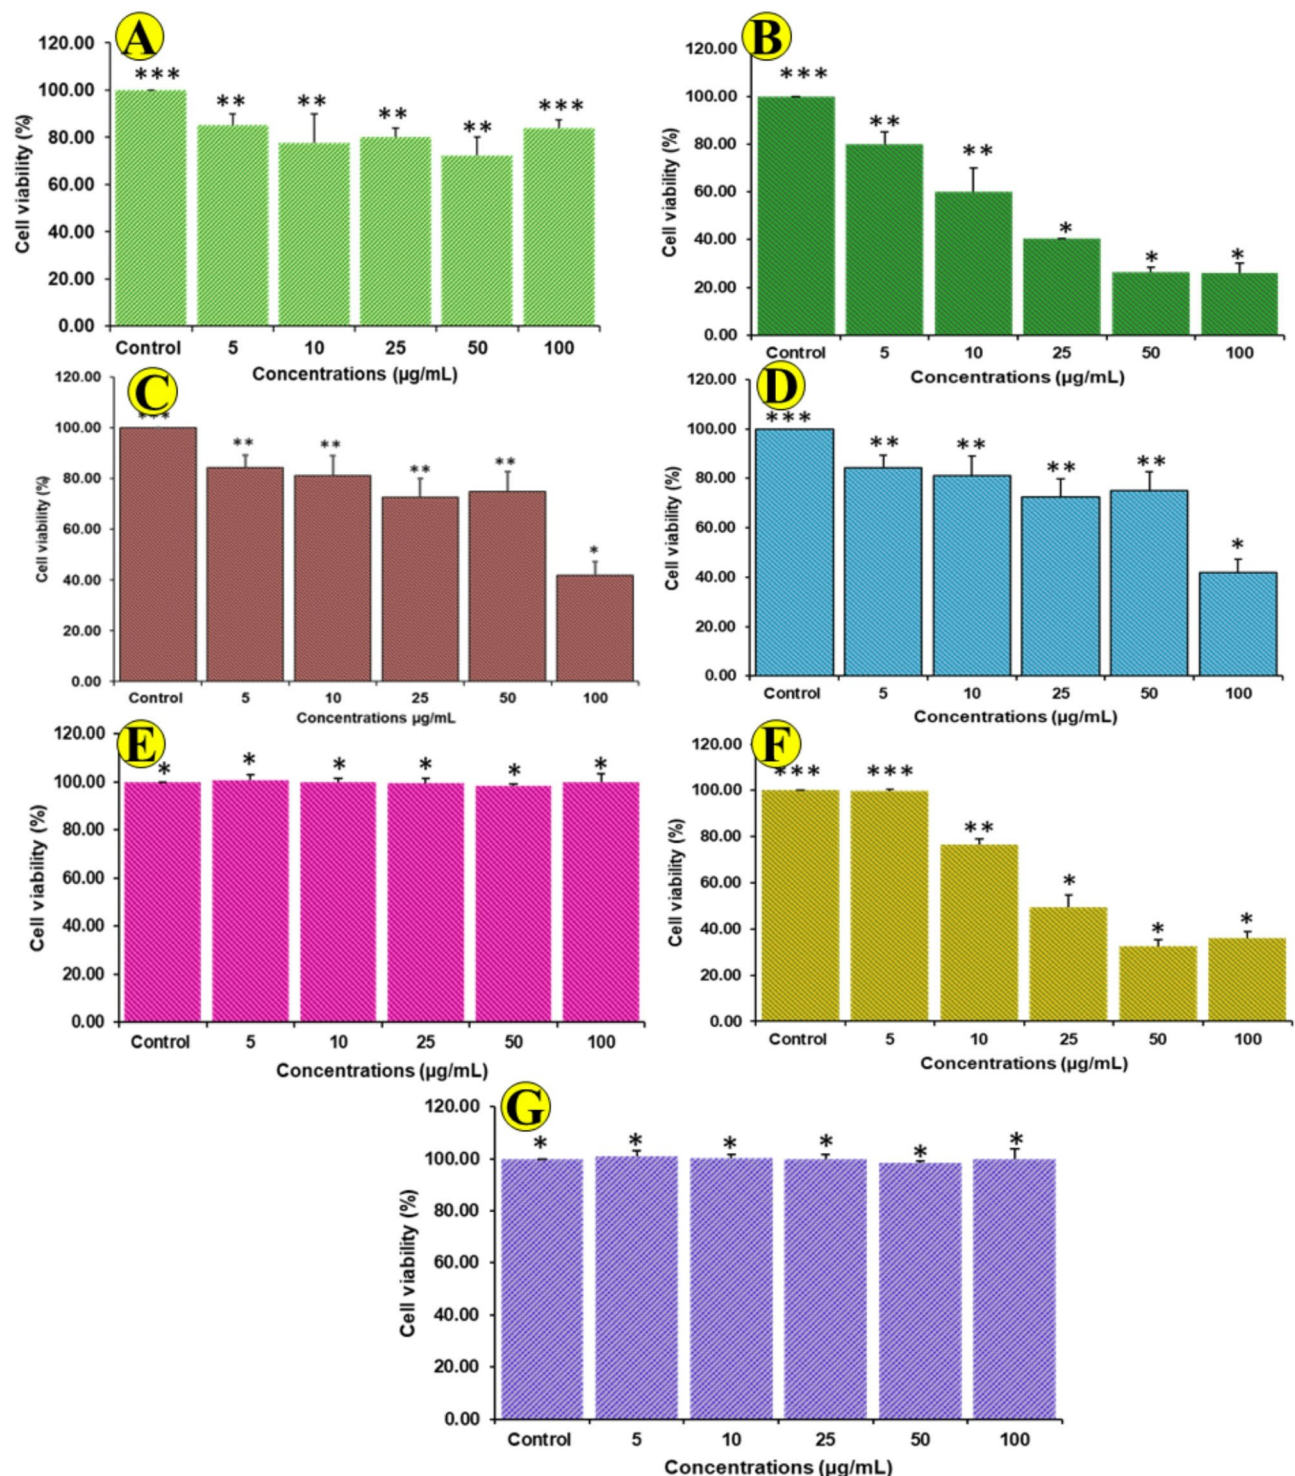 A
120.00
100.00
80.00
60.00
40.00
20.00
0.00
Cell viability (%)
*** ** ** ** ** ***
Control 5 10 25 50 100
Concentrations (µg/mL)
B
120.00
100.00
80.00
60.00
40.00
20.00
0.00
Cell viability (%)
*** ** ** * * *
Control 5 10 25 50 100
Concentrations (µg/mL)
C
120.00
100.00
80.00
60.00
40.00
20.00
0.00
Cell viability (%)
*** ** ** ** ** *
Control 5 10 25 50 100
Concentrations µg/mL
D
120.00
100.00
80.00
60.00
40.00
20.00
0.00
Cell viability (%)
*** ** ** ** ** *
Control 5 10 25 50 100
Concentrations (µg/mL)
E
120.00
100.00
80.00
60.00
40.00
20.00
0.00
Cell viability (%)
* * * * * *
Control 5 10 25 50 100
Concentrations (µg/mL)
F
120.00
100.00
80.00
60.00
40.00
20.00
0.00
Cell viability (%)
*** *** ** * * *
Control 5 10 25 50 100
Concentrations (µg/mL)
G
120.00
100.00
80.00
60.00
40.00
20.00
0.00
Cell viability (%)
* * * * * *
Control 5 10 25 50 100
Concentrations (µg/mL)